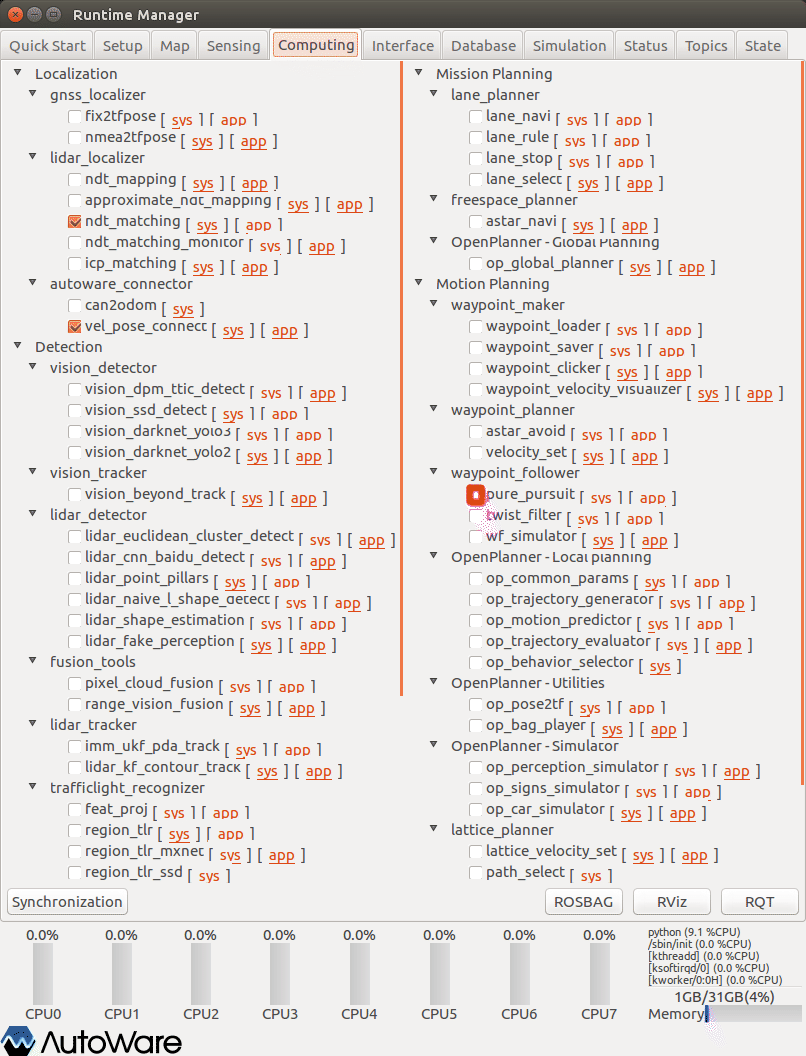 Runtime Manager
Quick Start Setup Map Sensing Computing Interface Database Simulation Status Topics State
Localization
gnss_localizer
fix2tfpose [ sys ] [ app ]
nmea2tfpose [ sys ] [ app ]
lidar_localizer
ndt_mapping [ sys ] [ app ]
approximate_ndt_mapping [ sys ] [ app ]
ndt_matching [ sys ] [ app ]
ndt_matching_monitor [ sys ] [ app ]
icp_matching [ sys ] [ app ]
autoware_connector
can2odom [ sys ]
vel_pose_connect [ sys ] [ app ]
Detection
vision_detector
vision_dpm_ttic_detect [ sys ] [ app ]
vision_ssd_detect [ sys ] [ app ]
vision_darknet_yolo3 [ sys ] [ app ]
vision_darknet_yolo2 [ sys ] [ app ]
vision_tracker
vision_beyond_track [ sys ] [ app ]
lidar_detector
lidar_euclidean_cluster_detect [ sys ] [ app ]
lidar_cnn_baidu_detect [ sys ] [ app ]
lidar_point_pillars [ sys ] [ app ]
lidar_naive_l_shape_detect [ sys ] [ app ]
lidar_shape_estimation [ sys ] [ app ]
lidar_fake_perception [ sys ] [ app ]
fusion_tools
pixel_cloud_fusion [ sys ] [ app ]
range_vision_fusion [ sys ] [ app ]
lidar_tracker
imm_ukf_pda_track [ sys ] [ app ]
lidar_kf_contour_track [ sys ] [ app ]
trafficlight_recognizer
feat_proj [ sys ] [ app ]
region_tlr [ sys ] [ app ]
region_tlr_mxnet [ sys ] [ app ]
region_tlr_ssd [ sys ]
Mission Planning
lane_planner
lane_navi [ sys ] [ app ]
lane_rule [ sys ] [ app ]
lane_stop [ sys ] [ app ]
lane_select [ sys ] [ app ]
freespace_planner
astar_navi [ sys ] [ app ]
OpenPlanner - Global Planning
op_global_planner [ sys ] [ app ]
Motion Planning
waypoint_maker
waypoint_loader [ sys ] [ app ]
waypoint_saver [ sys ] [ app ]
waypoint_clicker [ sys ] [ app ]
waypoint_velocity_visualizer [ sys ] [ app ]
waypoint_planner
astar_avoid [ sys ] [ app ]
velocity_set [ sys ] [ app ]
waypoint_follower
pure_pursuit [ sys ] [ app ]
twist_filter [ sys ] [ app ]
wf_simulator [ sys ] [ app ]
OpenPlanner - Local planning
op_common_params [ sys ] [ app ]
op_trajectory_generator [ sys ] [ app ]
op_motion_predictor [ sys ] [ app ]
op_trajectory_evaluator [ sys ] [ app ]
op_behavior_selector [ sys ]
OpenPlanner - Utilities
op_pose2tf [ sys ] [ app ]
op_bag_player [ sys ] [ app ]
OpenPlanner - Simulator
op_perception_simulator [ sys ] [ app ]
op_signs_simulator [ sys ] [ app ]
op_car_simulator [ sys ] [ app ]
lattice_planner
lattice_velocity_set [ sys ] [ app ]
path_select [ sys ]
Synchronization ROSBAG RViz RQT
0.0% 0.0% 0.0% 0.0% 0.0% 0.0% 0.0% 0.0%
CPU0 CPU1 CPU2 CPU3 CPU4 CPU5 CPU6 CPU7
python (9.1 %CPU)
/sbin/init (0.0 %CPU)
[kthreadd] (0.0 %CPU)
[ksoftirqd/0] (0.0 %CPU)
[kworker/0:0H] (0.0 %CPU)
1GB/31GB(4%)
Memory
AutoWare